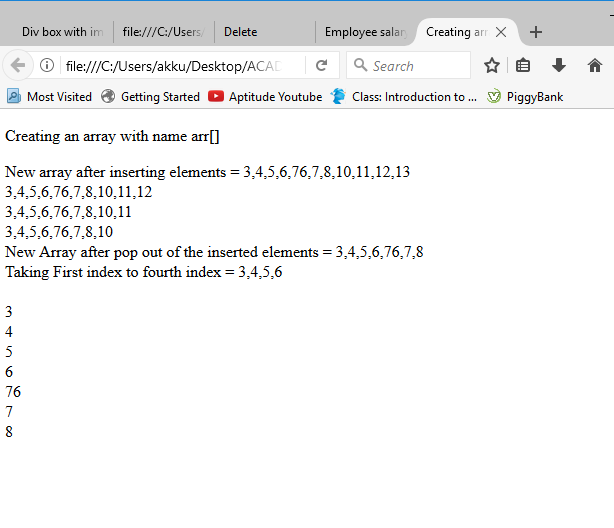 Div box with im
file:///C:/Users/
Delete
Employee salar
Creating arr
file:///C:/Users/akku/Desktop/ACAD
Search
Most Visited
Getting Started
Aptitude Youtube
Class: Introduction to ...
PiggyBank
Creating an array with name arr[]
New array after inserting elements = 3,4,5,6,76,7,8,10,11,12,13
3,4,5,6,76,7,8,10,11,12
3,4,5,6,76,7,8,10,11
3,4,5,6,76,7,8,10
New Array after pop out of the inserted elements = 3,4,5,6,76,7,8
Taking First index to fourth index = 3,4,5,6
3
4
5
6
76
7
8